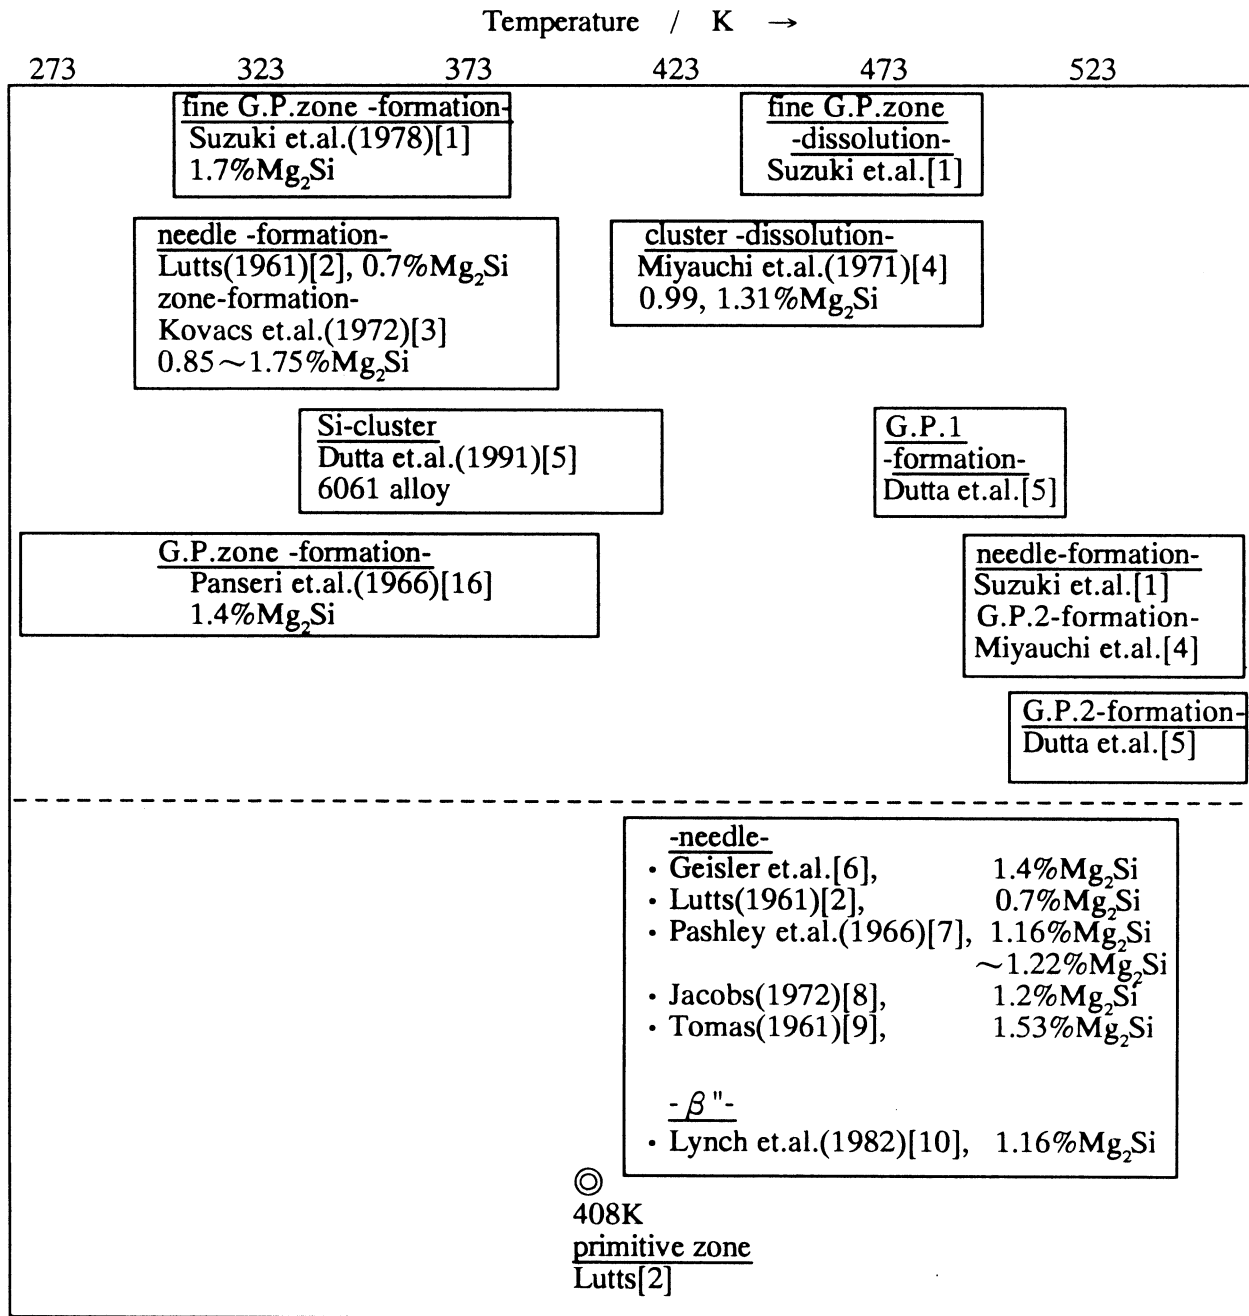 Temperature / K →
273 323 373 423 473 523
fine G.P.zone -formation-
Suzuki et.al.(1978)[1]
1.7%Mg₂Si
fine G.P.zone
-dissolution-
Suzuki et.al.[1]
needle -formation-
Lutts(1961)[2], 0.7%Mg₂Si
zone-formation-
Kovacs et.al.(1972)[3]
0.85～1.75%Mg₂Si
cluster -dissolution-
Miyauchi et.al.(1971)[4]
0.99, 1.31%Mg₂Si
Si-cluster
Dutta et.al.(1991)[5]
6061 alloy
G.P.1
-formation-
Dutta et.al.[5]
G.P.zone -formation-
Panseri et.al.(1966)[16]
1.4%Mg₂Si
needle-formation-
Suzuki et.al.[1]
G.P.2-formation-
Miyauchi et.al.[4]
G.P.2-formation-
Dutta et.al.[5]
-needle-
・Geisler et.al.[6], 1.4%Mg₂Si
・Lutts(1961)[2], 0.7%Mg₂Si
・Pashley et.al.(1966)[7], 1.16%Mg₂Si
～1.22%Mg₂Si
・Jacobs(1972)[8], 1.2%Mg₂Si
・Tomas(1961)[9], 1.53%Mg₂Si
-β"-
・Lynch et.al.(1982)[10], 1.16%Mg₂Si
◎
408K
primitive zone
Lutts[2]